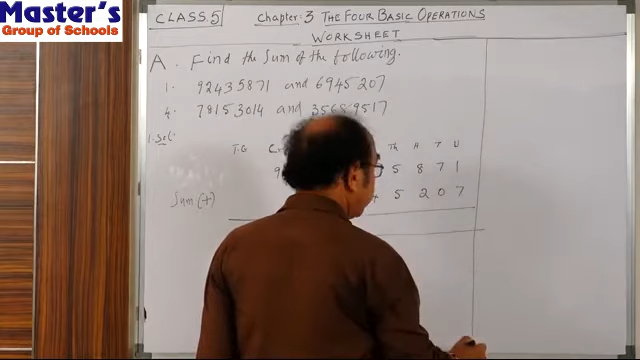 Master's
Group of Schools
CLASS.5 Chapter:3 THE FOUR BASIC OPERATIONS
WORKSHEET
A. Find the Sum of the following.
1. 92435871 and 6945207
4. 78153014 and 9517
1.Sol:
T.C Th H T U
9 5 8 7 1
Sum (+) 5 2 0 7